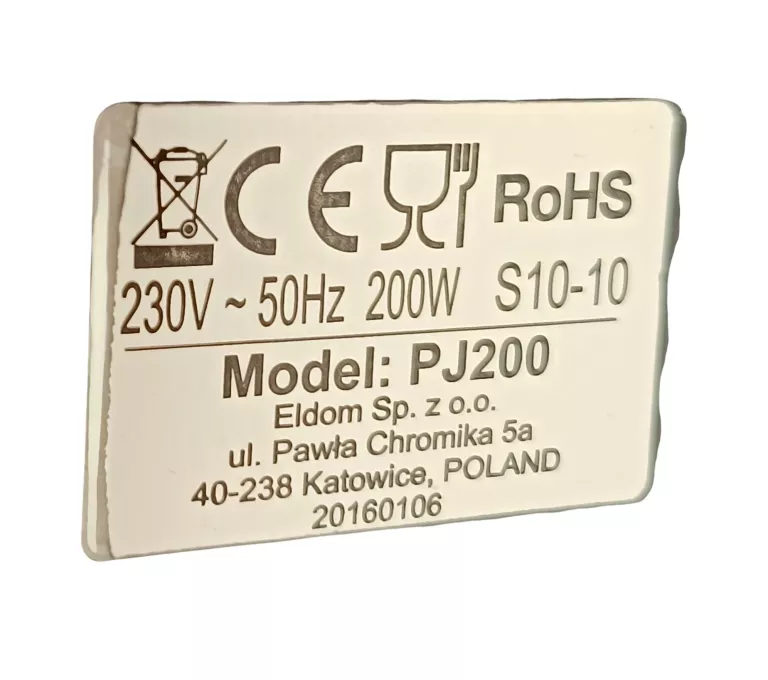 CE RoHS
230V ~ 50Hz 200W S10-10
Model: PJ200
Eldom Sp. z o.o.
ul. Pawła Chromika 5a
40-238 Katowice, POLAND
20160106